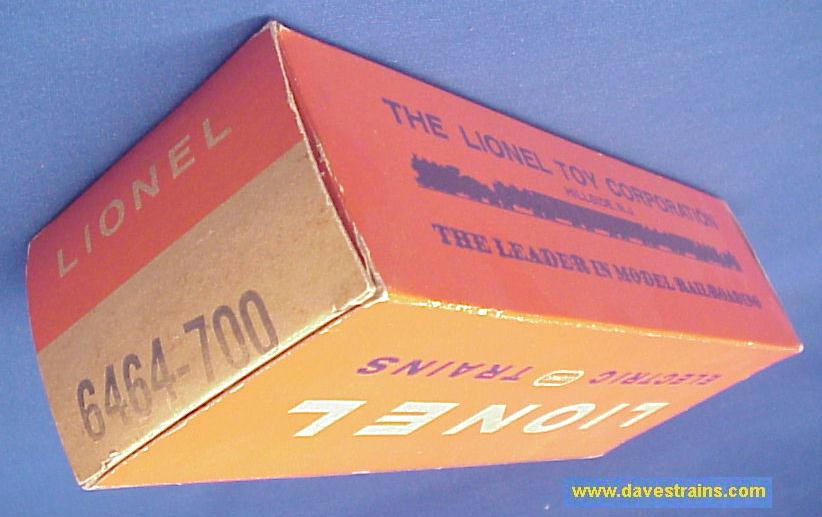 LIONEL
6464-700
THE LIONEL TOY CORPORATION
HILLSIDE, N.J.
THE LEADER IN MODEL RAILROADING
LIONEL
ELECTRIC TRAINS
www.davestrains.com